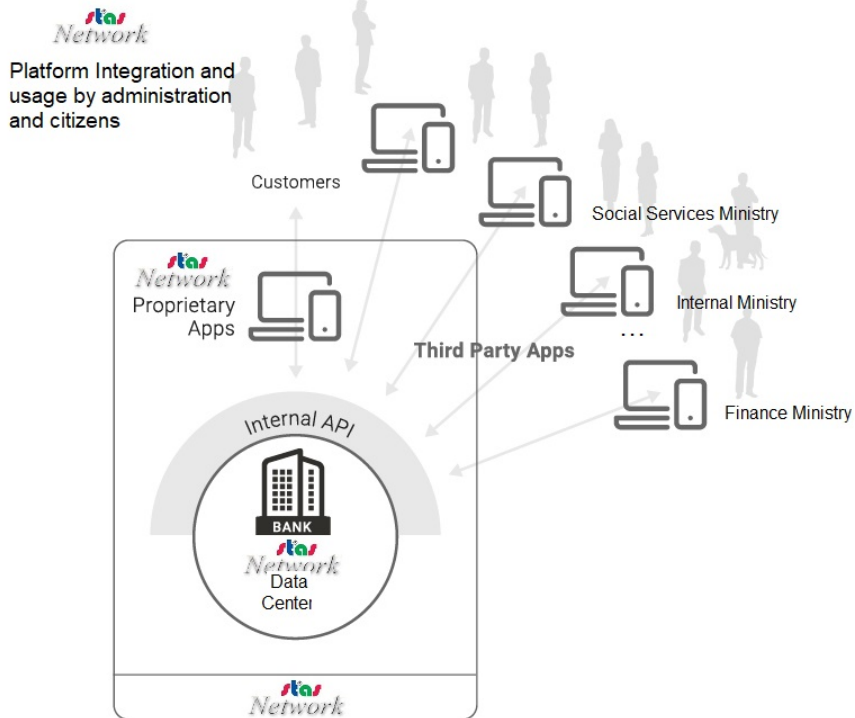 stas
Network
Platform Integration and
usage by administration
and citizens
Customers
Social Services Ministry
stas
Network
Proprietary
Apps
Internal Ministry
...
Third Party Apps
Finance Ministry
Internal API
BANK
stas
Network
Data
Center
stas
Network